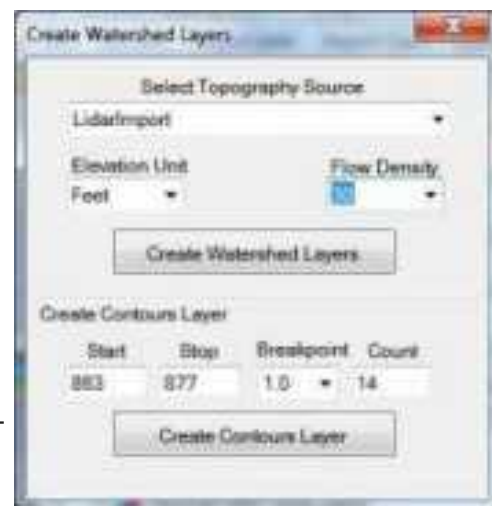 Create Watershed Layers
Select Topography Source
LidarImport
Elevation Unit Flow Density
Feet
Create Watershed Layers
Create Contours Layer
Start Stop Breakpoint Count
863 877 1.0 14
Create Contours Layer